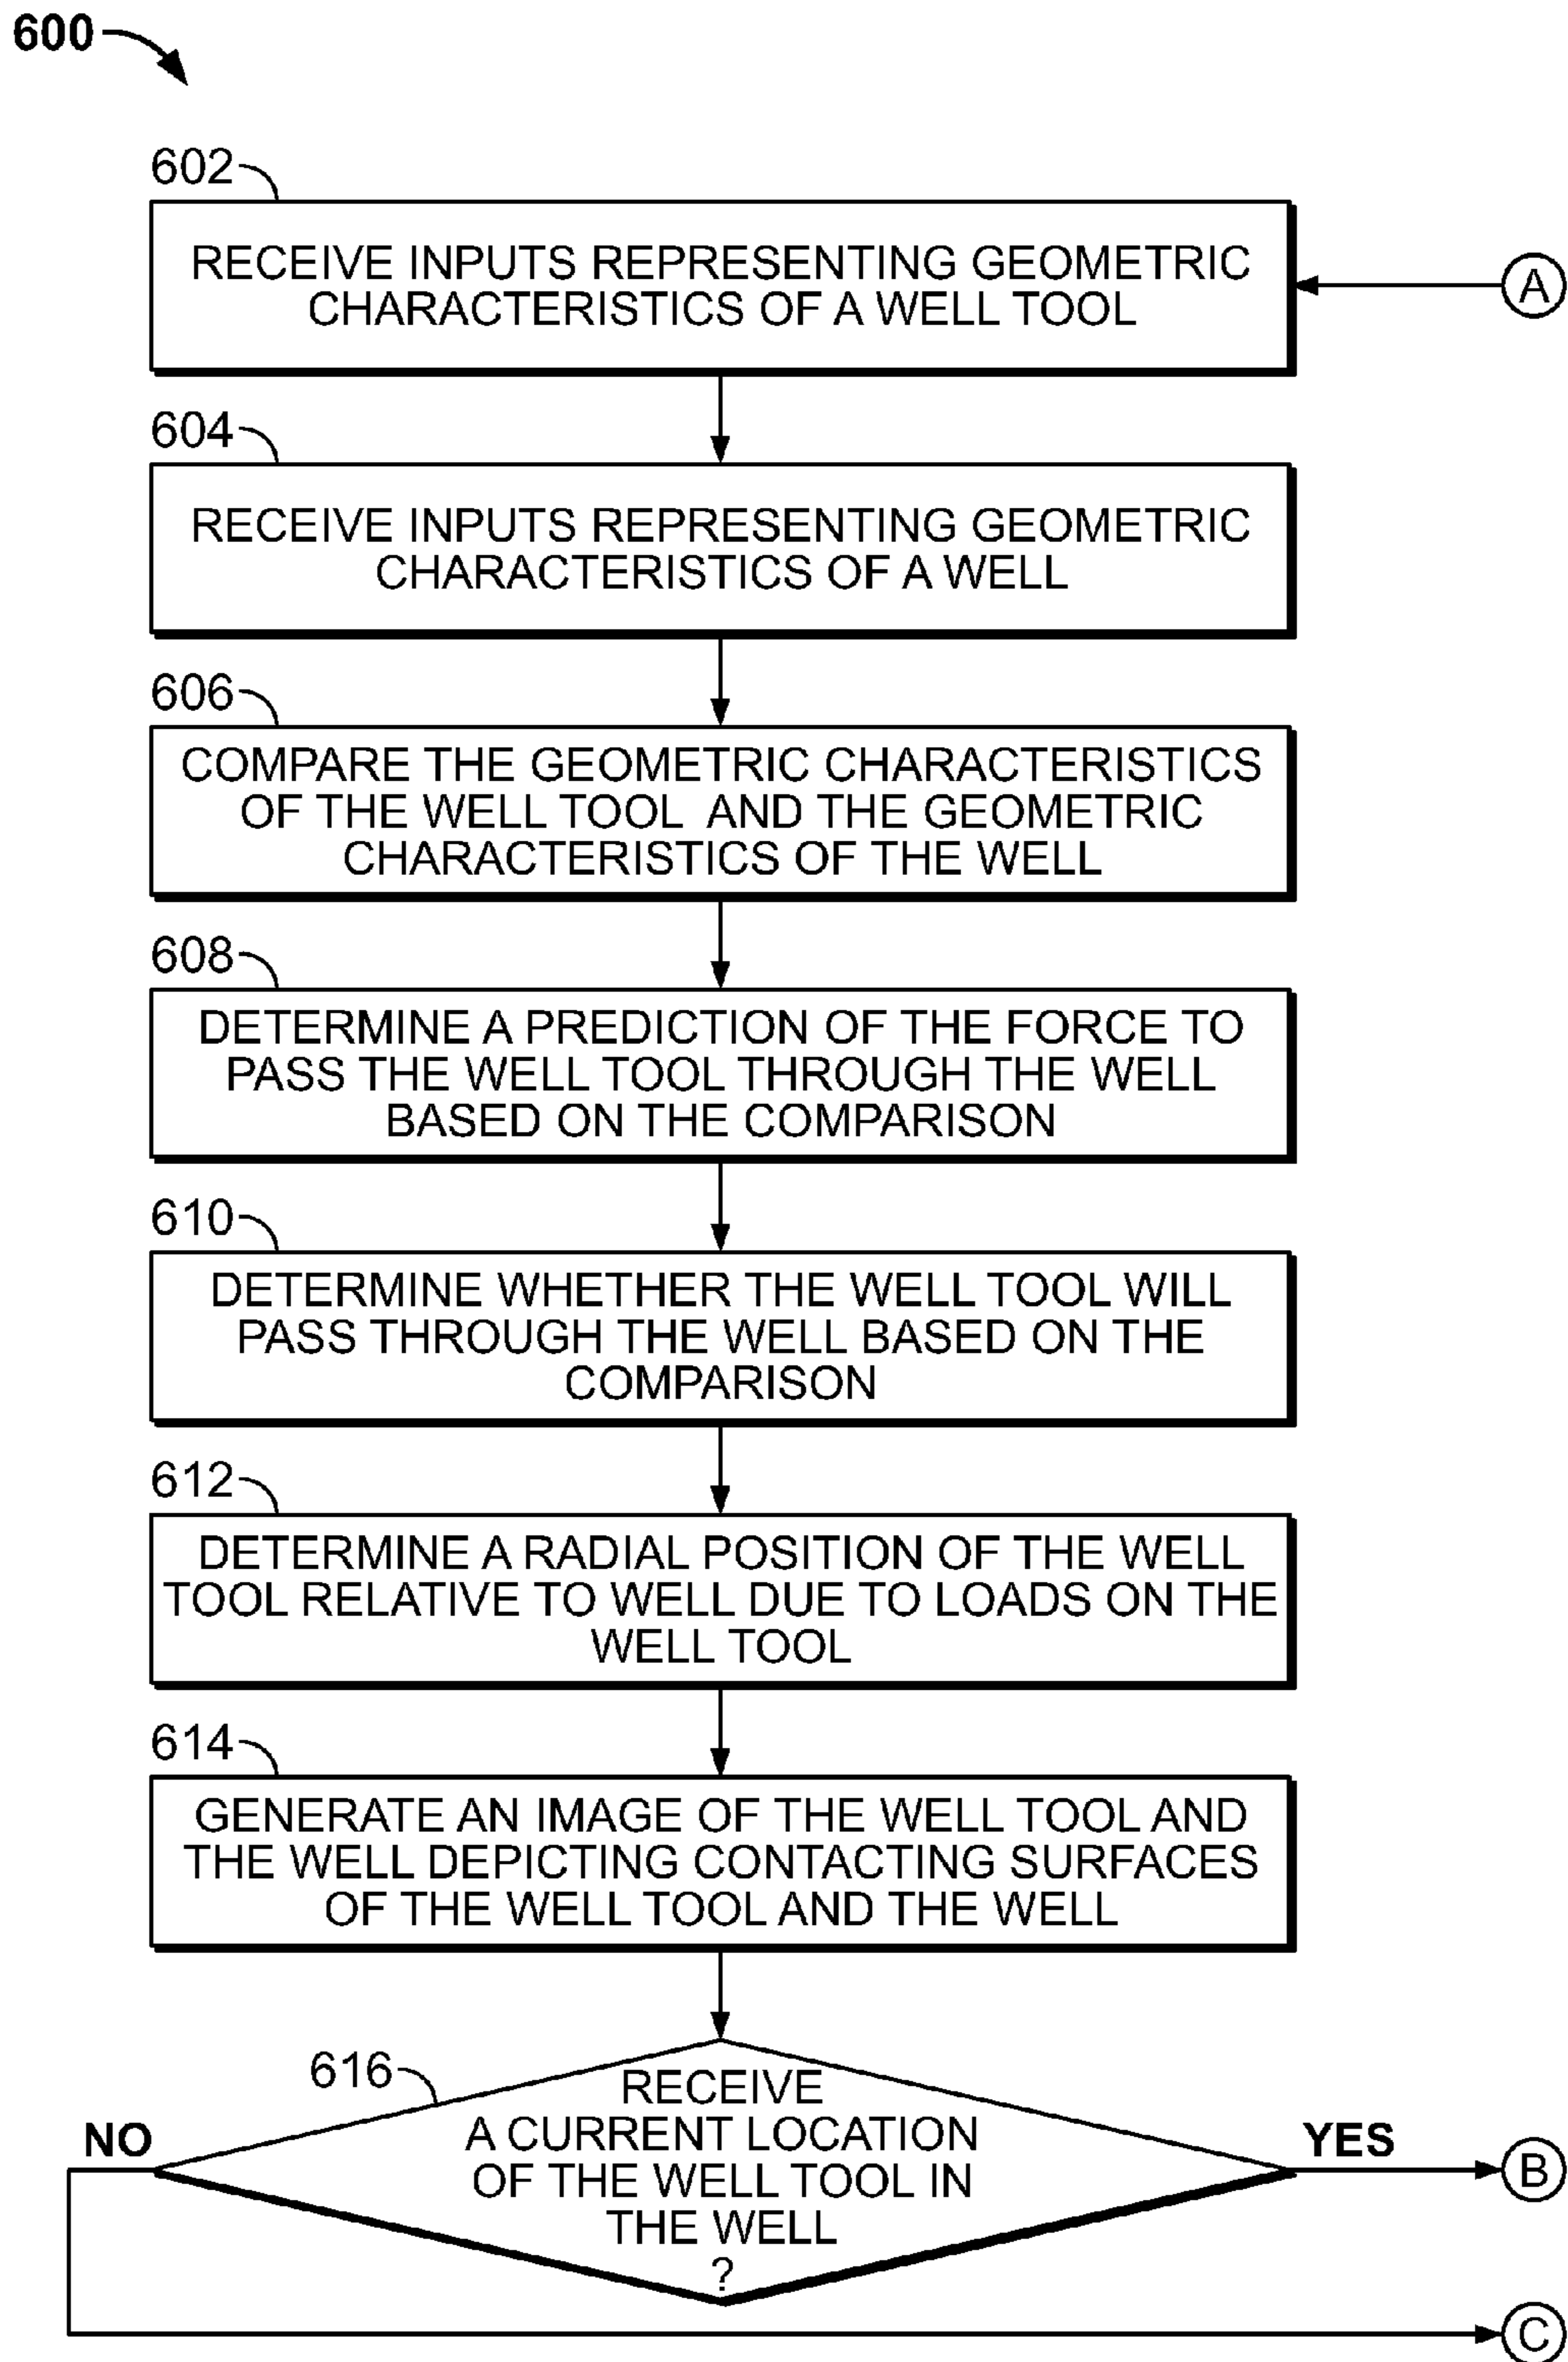 600
602
RECEIVE INPUTS REPRESENTING GEOMETRIC
CHARACTERISTICS OF A WELL TOOL
A
604
RECEIVE INPUTS REPRESENTING GEOMETRIC
CHARACTERISTICS OF A WELL
606
COMPARE THE GEOMETRIC CHARACTERISTICS
OF THE WELL TOOL AND THE GEOMETRIC
CHARACTERISTICS OF THE WELL
608
DETERMINE A PREDICTION OF THE FORCE TO
PASS THE WELL TOOL THROUGH THE WELL
BASED ON THE COMPARISON
610
DETERMINE WHETHER THE WELL TOOL WILL
PASS THROUGH THE WELL BASED ON THE
COMPARISON
612
DETERMINE A RADIAL POSITION OF THE WELL
TOOL RELATIVE TO WELL DUE TO LOADS ON THE
WELL TOOL
614
GENERATE AN IMAGE OF THE WELL TOOL AND
THE WELL DEPICTING CONTACTING SURFACES
OF THE WELL TOOL AND THE WELL
616
RECEIVE
A CURRENT LOCATION
OF THE WELL TOOL IN
THE WELL
?
NO
YES
B
C